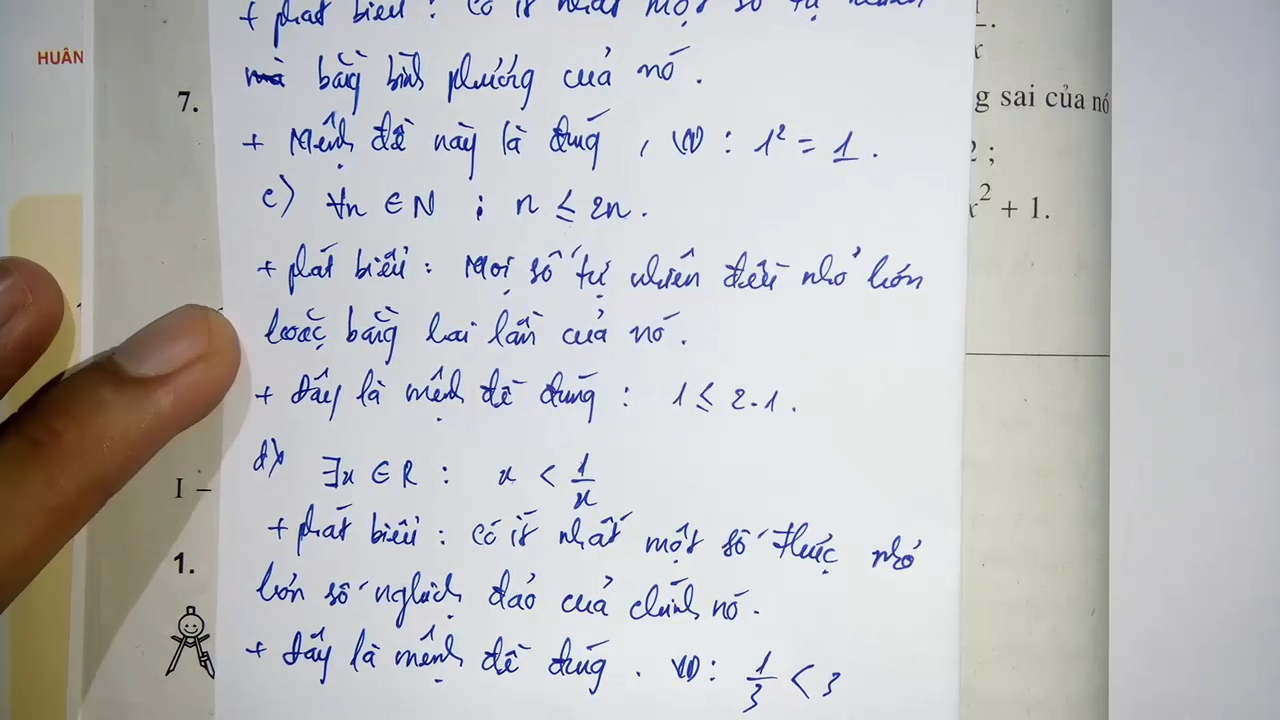 + phát biểu : Có ít nhất một số tự nhiên
bằng bình phương của nó.
+ Mệnh đề này là đúng, VD : 1² = 1.
c) ∀n ∈ N ; n ≤ 2n.
+ phát biểu : Mọi số tự nhiên đều nhỏ hơn
hoặc bằng hai lần của nó.
+ đây là mệnh đề đúng : 1 ≤ 2.1.
d) ∃x ∈ R : x < 1/x
+ phát biểu : có ít nhất một số thực nhỏ
hơn số nghịch đảo của chính nó.
+ đây là mệnh đề đúng. VD: 1/3 < 3
HUÂN
7.
I –
1.
x
g sai của nó
2 ;
x² + 1.